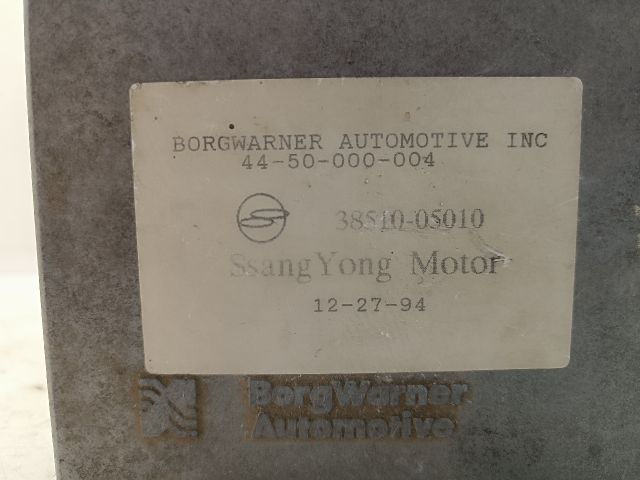 BORGWARNER AUTOMOTIVE INC
44-50-000-004
38510-05010
SsangYong Motor
12-27-94
BorgWarner
Automotive